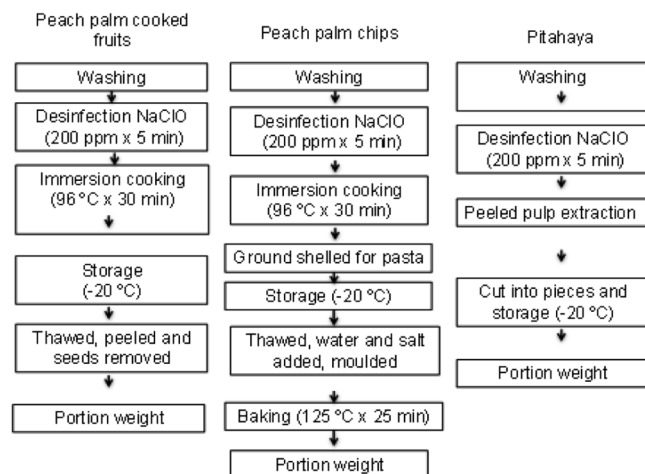 Peach palm cooked
fruits
Washing
Desinfection NaClO
(200 ppm x 5 min)
Immersion cooking
(96 °C x 30 min)
Storage
(-20 °C)
Thawed, peeled and
seeds removed
Portion weight
Peach palm chips
Washing
Desinfection NaClO
(200 ppm x 5 min)
Immersion cooking
(96 °C x 30 min)
Ground shelled for pasta
Storage (-20 °C)
Thawed, water and salt
added, moulded
Baking (125 °C x 25 min)
Portion weight
Pitahaya
Washing
Desinfection NaClO
(200 ppm x 5 min)
Peeled pulp extraction
Cut into pieces and
storage (-20 °C)
Portion weight